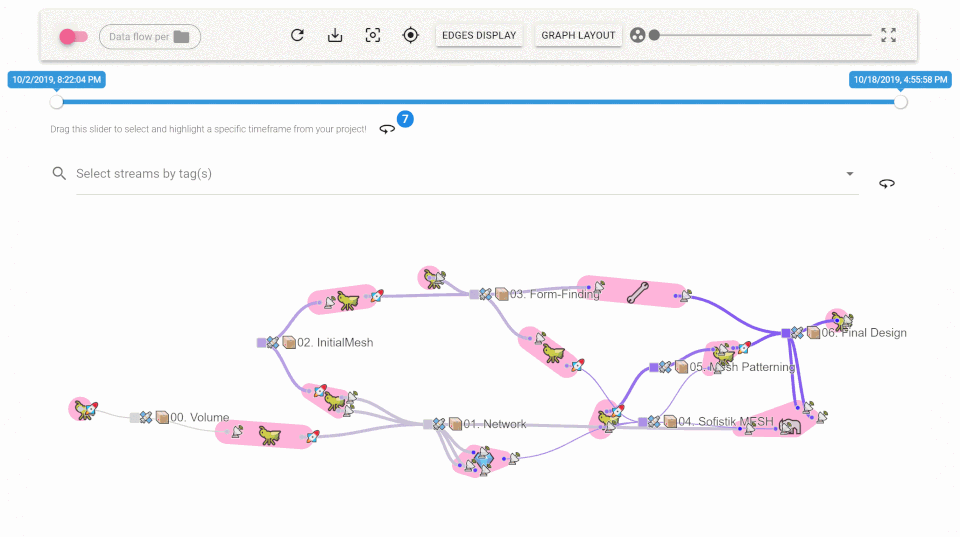 Data flow per
EDGES DISPLAY
GRAPH LAYOUT
10/2/2019, 8:22:04 PM
10/18/2019, 4:55:58 PM
Drag this slider to select and highlight a specific timeframe from your project!
7
Select streams by tag(s)
03. Form-Finding
06. Final Design
02. InitialMesh
05. Mesh Patterning
00. Volume
01. Network
04. Sofistik MESH